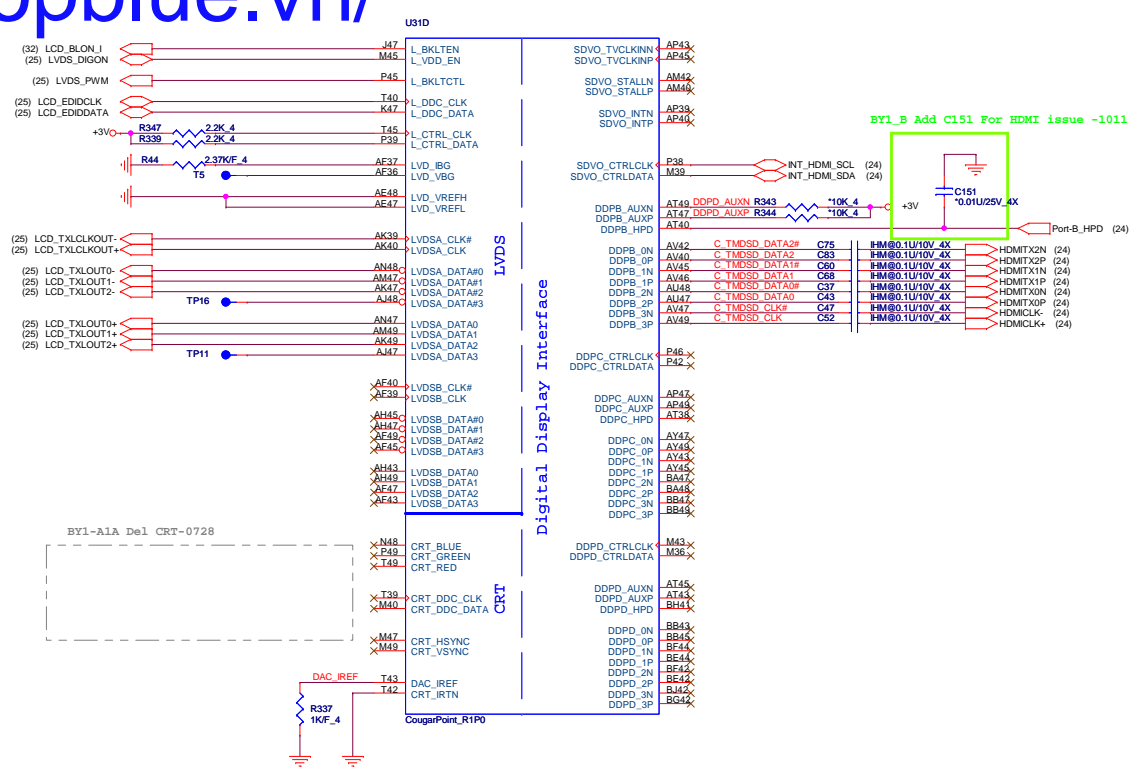 opblue.vn/
U31D
(32) LCD_BLON_I
(25) LVDS_DIGON
(25) LVDS_PWM
(25) LCD_EDIDCLK
(25) LCD_EDIDDATA
+3V
R347 2.2K_4
R339 2.2K_4
R44 2.37K/F_4
T5
(25) LCD_TXLCLKOUT-
(25) LCD_TXLCLKOUT+
(25) LCD_TXLOUT0-
(25) LCD_TXLOUT1-
(25) LCD_TXLOUT2-
TP16
(25) LCD_TXLOUT0+
(25) LCD_TXLOUT1+
(25) LCD_TXLOUT2+
TP11
BY1-A1A Del CRT-0728
DAC_IREF
R337
1K/F_4
J47 L_BKLTEN
M45 L_VDD_EN
P45 L_BKLTCTL
T40 L_DDC_CLK
K47 L_DDC_DATA
T45 L_CTRL_CLK
P39 L_CTRL_DATA
AF37 LVD_IBG
AF36 LVD_VBG
AE48 LVD_VREFH
AE47 LVD_VREFL
AK39 LVDSA_CLK#
AK40 LVDSA_CLK
AN48 LVDSA_DATA#0
AM47 LVDSA_DATA#1
AK47 LVDSA_DATA#2
AJ48 LVDSA_DATA#3
AN47 LVDSA_DATA0
AM49 LVDSA_DATA1
AK49 LVDSA_DATA2
AJ47 LVDSA_DATA3
AF40 LVDSB_CLK#
AF39 LVDSB_CLK
AH45 LVDSB_DATA#0
AH47 LVDSB_DATA#1
AF49 LVDSB_DATA#2
AF45 LVDSB_DATA#3
AH43 LVDSB_DATA0
AH49 LVDSB_DATA1
AF47 LVDSB_DATA2
AF43 LVDSB_DATA3
N48 CRT_BLUE
P49 CRT_GREEN
T49 CRT_RED
T39 CRT_DDC_CLK
M40 CRT_DDC_DATA
M47 CRT_HSYNC
M49 CRT_VSYNC
T43 DAC_IREF
T42 CRT_IRTN
CougarPoint_R1P0
LVDS
CRT
Digital Display Interface
SDVO_TVCLKINN AP43
SDVO_TVCLKINP AP45
SDVO_STALLN AM42
SDVO_STALLP AM40
SDVO_INTN AP39
SDVO_INTP AP40
SDVO_CTRLCLK P38 INT_HDMI_SCL (24)
SDVO_CTRLDATA M39 INT_HDMI_SDA (24)
DDPB_AUXN AT49 DDPD_AUXN R343 *10K_4
DDPB_AUXP AT47 DDPD_AUXP R344 *10K_4
DDPB_HPD AT40 Port-B_HPD (24)
BY1_B Add C151 For HDMI issue -1011
C151
*0.01U/25V_4X
+3V
DDPB_0N AV42 C_TMDSD_DATA2# C75 IHM@0.1U/10V_4X HDMITX2N (24)
DDPB_0P AV40 C_TMDSD_DATA2 C83 IHM@0.1U/10V_4X HDMITX2P (24)
DDPB_1N AV45 C_TMDSD_DATA1# C60 IHM@0.1U/10V_4X HDMITX1N (24)
DDPB_1P AV46 C_TMDSD_DATA1 C68 IHM@0.1U/10V_4X HDMITX1P (24)
DDPB_2N AU48 C_TMDSD_DATA0# C37 IHM@0.1U/10V_4X HDMITX0N (24)
DDPB_2P AU47 C_TMDSD_DATA0 C43 IHM@0.1U/10V_4X HDMITX0P (24)
DDPB_3N AV47 C_TMDSD_CLK# C47 IHM@0.1U/10V_4X HDMICLK- (24)
DDPB_3P AV49 C_TMDSD_CLK C52 IHM@0.1U/10V_4X HDMICLK+ (24)
DDPC_CTRLCLK P46
DDPC_CTRLDATA P42
DDPC_AUXN AP47
DDPC_AUXP AP49
DDPC_HPD AT38
DDPC_0N AY47
DDPC_0P AY49
DDPC_1N AY43
DDPC_1P AY45
DDPC_2N BA47
DDPC_2P BA48
DDPC_3N BB47
DDPC_3P BB49
DDPD_CTRLCLK M43
DDPD_CTRLDATA M36
DDPD_AUXN AT45
DDPD_AUXP AT43
DDPD_HPD BH41
DDPD_0N BB43
DDPD_0P BB45
DDPD_1N BF44
DDPD_1P BE44
DDPD_2N BF42
DDPD_2P BE42
DDPD_3N BJ42
DDPD_3P BG42